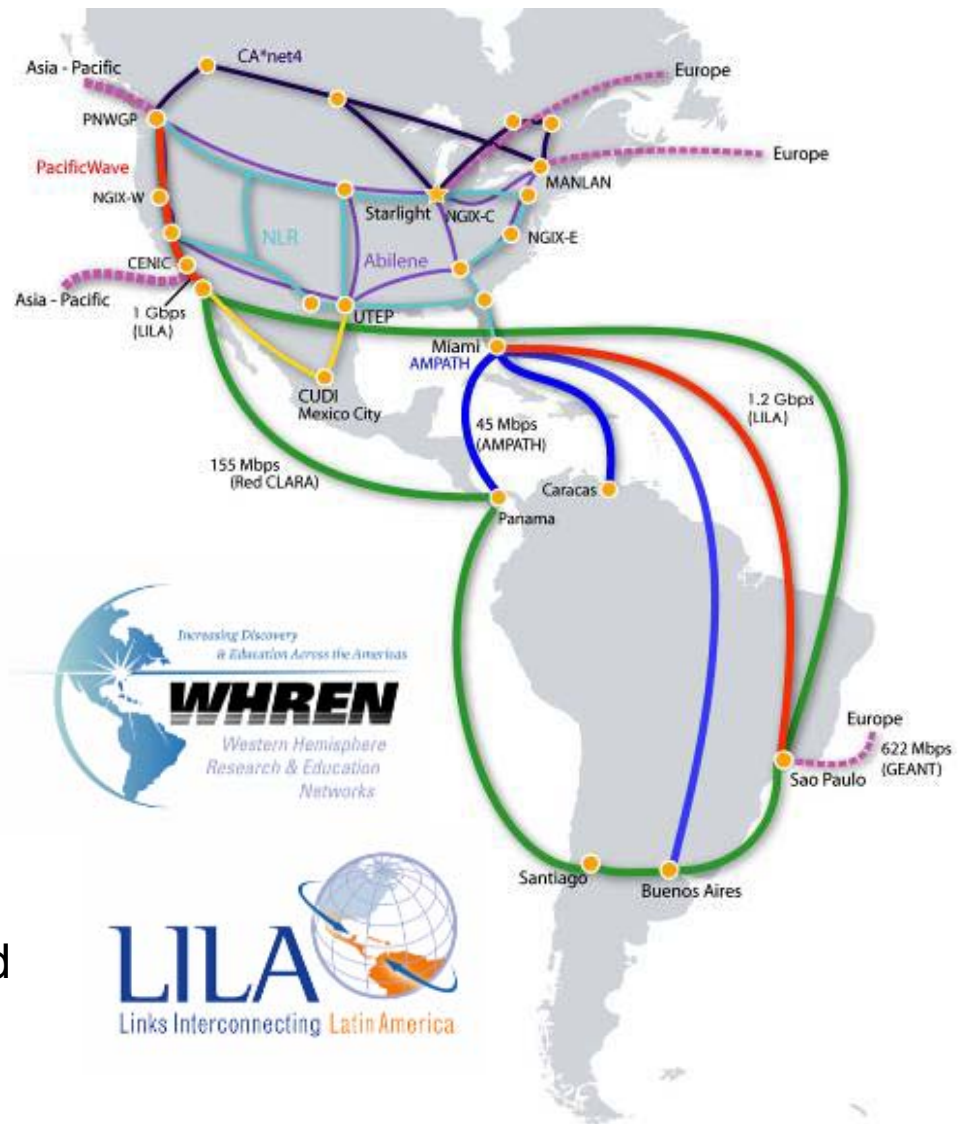 CA*net4
Asia - Pacific
Europe
PNWGP
PacificWave
Europe
MANLAN
NGIX-W
Starlight
NGIX-C
NLR
NGIX-E
Abilene
CENIC
Asia - Pacific
1 Gbps
(LILA)
UTEP
Miami
AMPATH
CUDI
Mexico City
1.2 Gbps
(LILA)
45 Mbps
(AMPATH)
155 Mbps
(Red CLARA)
Caracas
Panama
Increasing Discovery
& Education Across the Americas
WHREN
Western Hemisphere
Research & Education
Networks
Europe
622 Mbps
(GEANT)
Sao Paulo
Santiago
Buenos Aires
d
LILA
Links Interconnecting Latin America